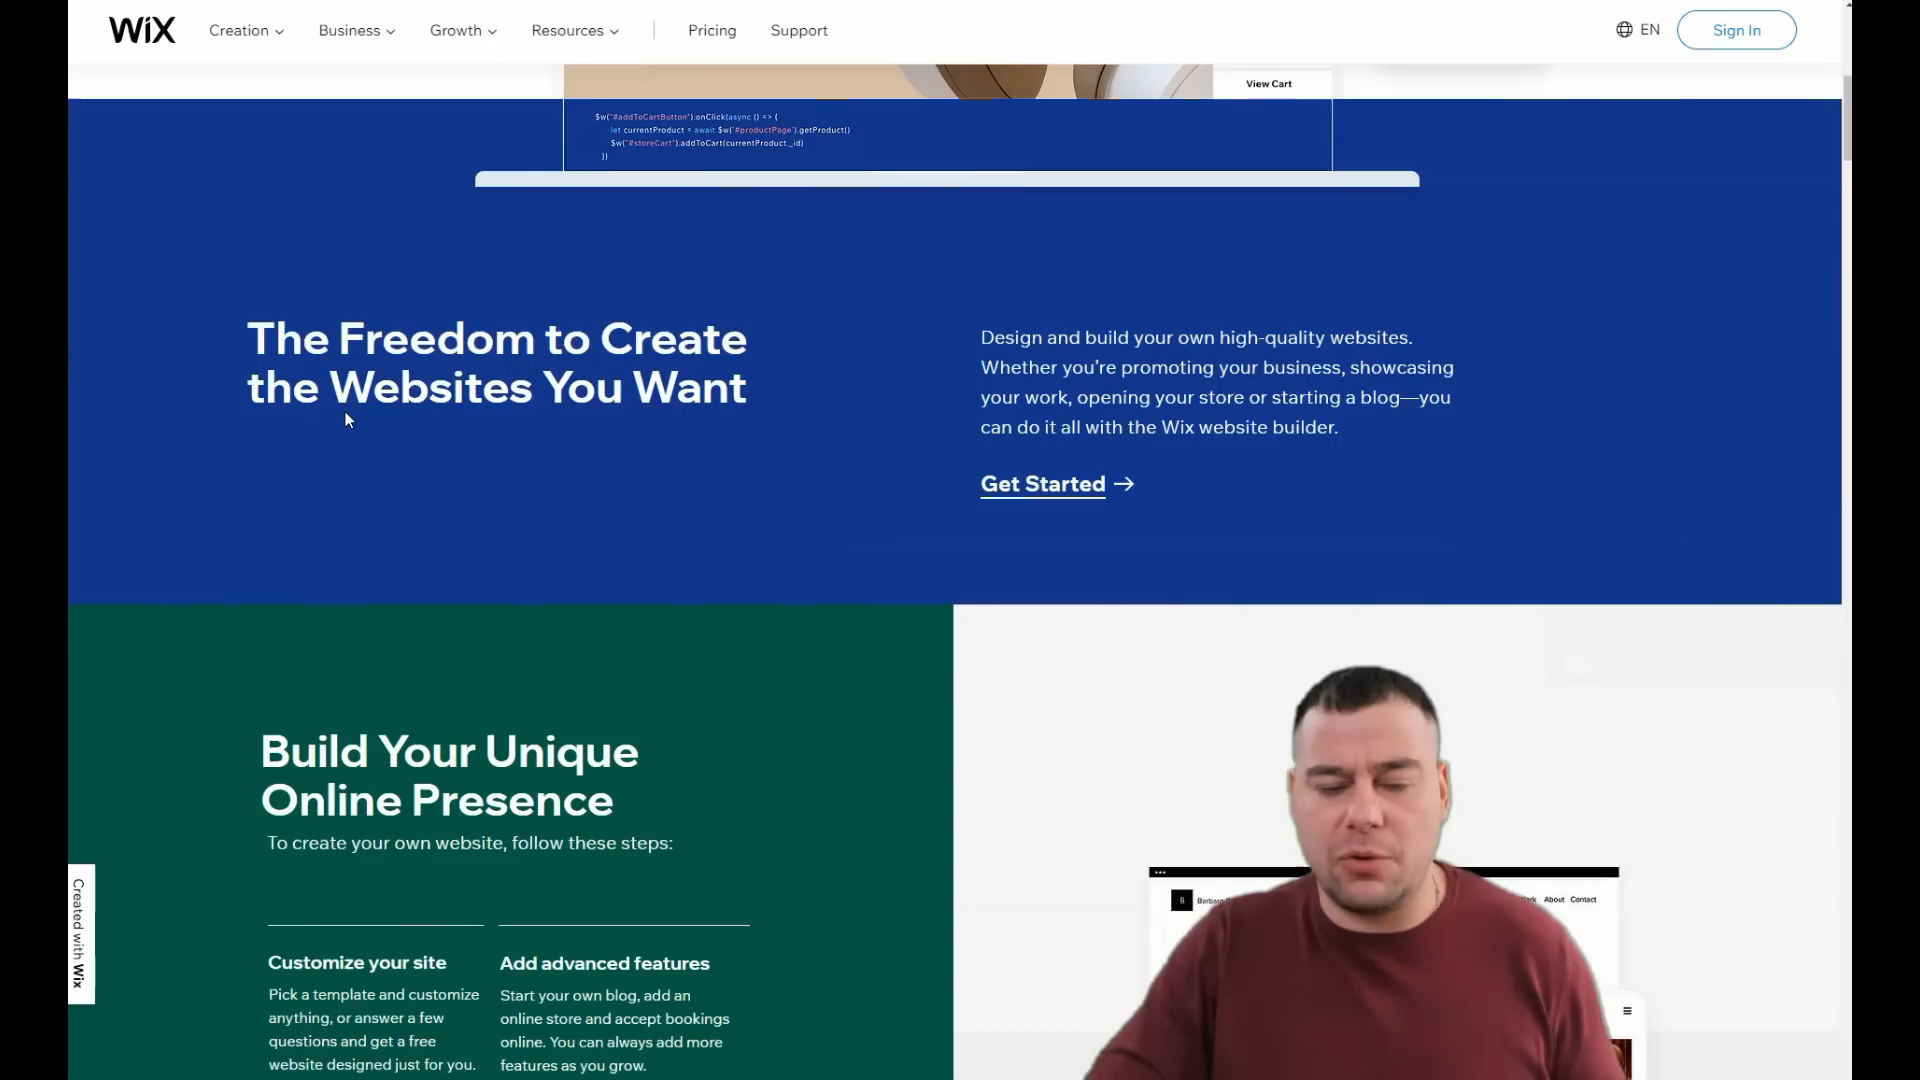 WiX Creation Business Growth Resources Pricing Support EN Sign In
View Cart
$w("#addToCartButton").onClick(async () => {
let currentProduct = await $w('#productPage').getProduct()
$w("#storeCart").addToCart(currentProduct._id)
})
The Freedom to Create
the Websites You Want
Design and build your own high-quality websites.
Whether you’re promoting your business, showcasing
your work, opening your store or starting a blog—you
can do it all with the Wix website builder.
Get Started →
Build Your Unique
Online Presence
To create your own website, follow these steps:
Customize your site
Pick a template and customize
anything, or answer a few
questions and get a free
website designed just for you.
Add advanced features
Start your own blog, add an
online store and accept bookings
online. You can always add more
features as you grow.
Created with Wix
B
About Contact